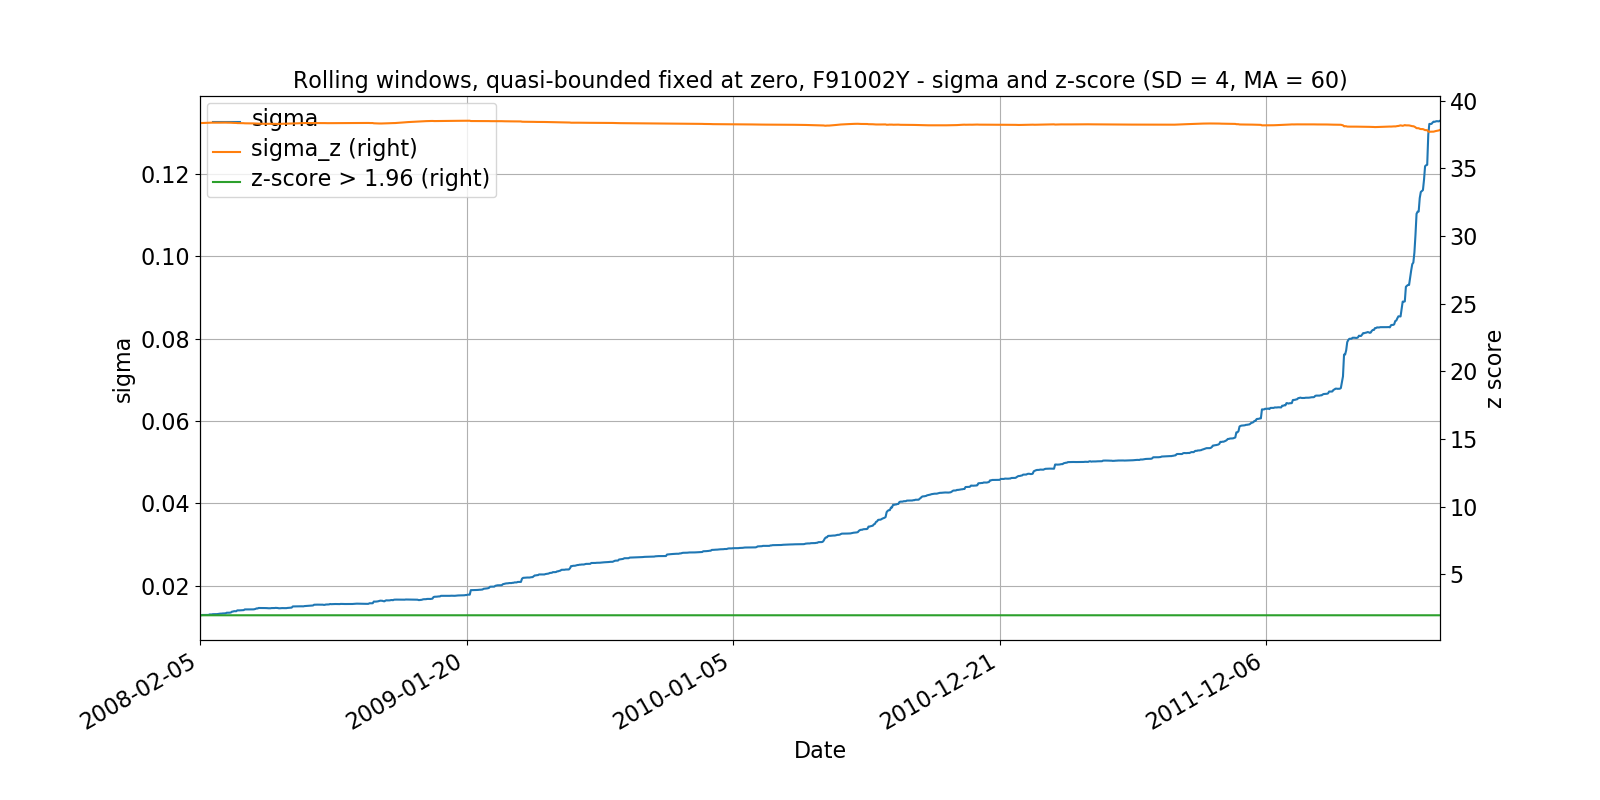 Rolling windows, quasi-bounded fixed at zero, F91002Y - sigma and z-score (SD = 4, MA = 60)
sigma
sigma_z (right)
z-score > 1.96 (right)
0.12
0.10
0.08
0.06
0.04
0.02
sigma
40
35
30
25
20
15
10
5
z score
2008-02-05
2009-01-20
2010-01-05
2010-12-21
2011-12-06
Date